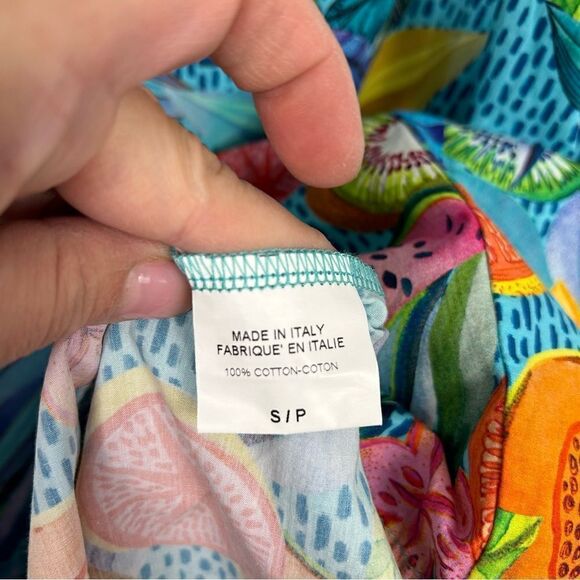 MADE IN ITALY
FABRIQUE' EN ITALIE
100% COTTON-COTON
S/P